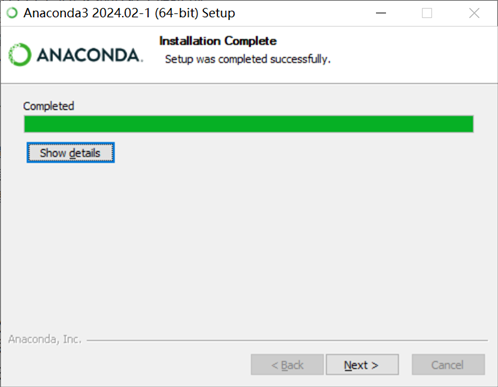 Anaconda3 2024.02-1 (64-bit) Setup
ANACONDA.
Installation Complete
Setup was completed successfully.
Completed
Show details
Anaconda, Inc.
< Back
Next >
Cancel